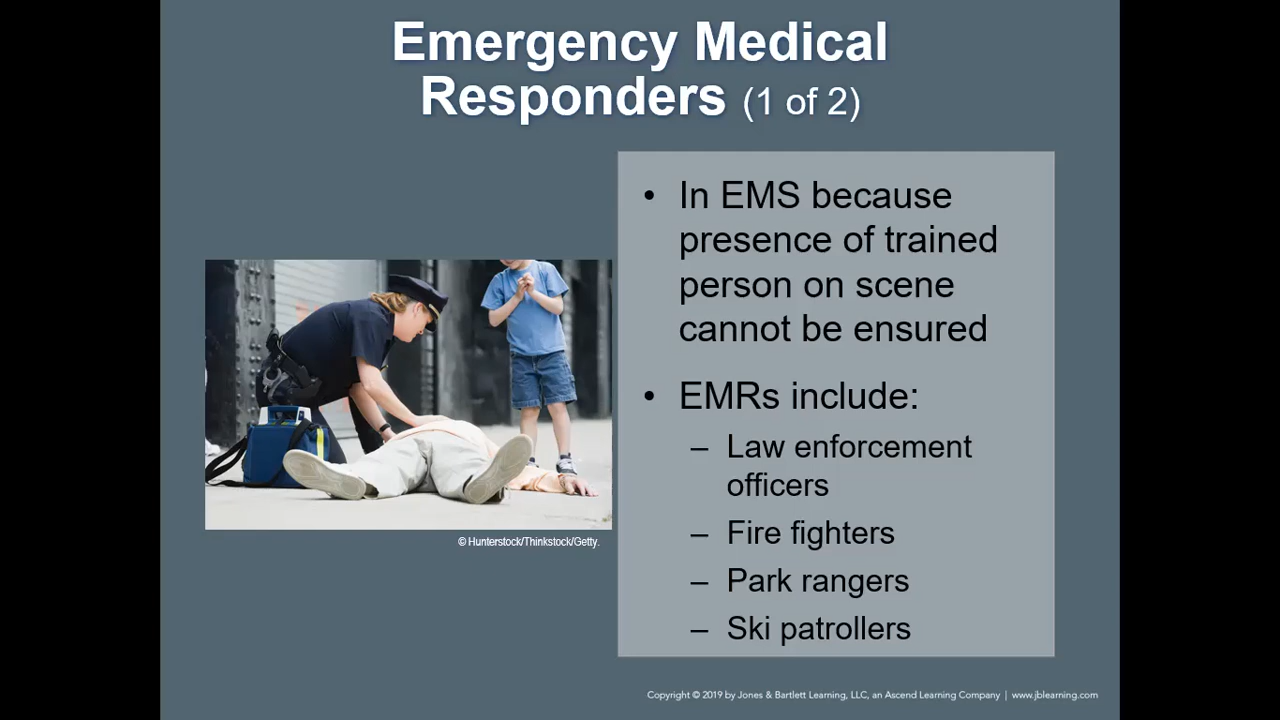 Emergency Medical
Responders (1 of 2)
• In EMS because
presence of trained
person on scene
cannot be ensured
• EMRs include:
– Law enforcement
officers
– Fire fighters
– Park rangers
– Ski patrollers
© Hunterstock/Thinkstock/Getty.
Copyright © 2019 by Jones & Bartlett Learning, LLC, an Ascend Learning Company | www.jblearning.com